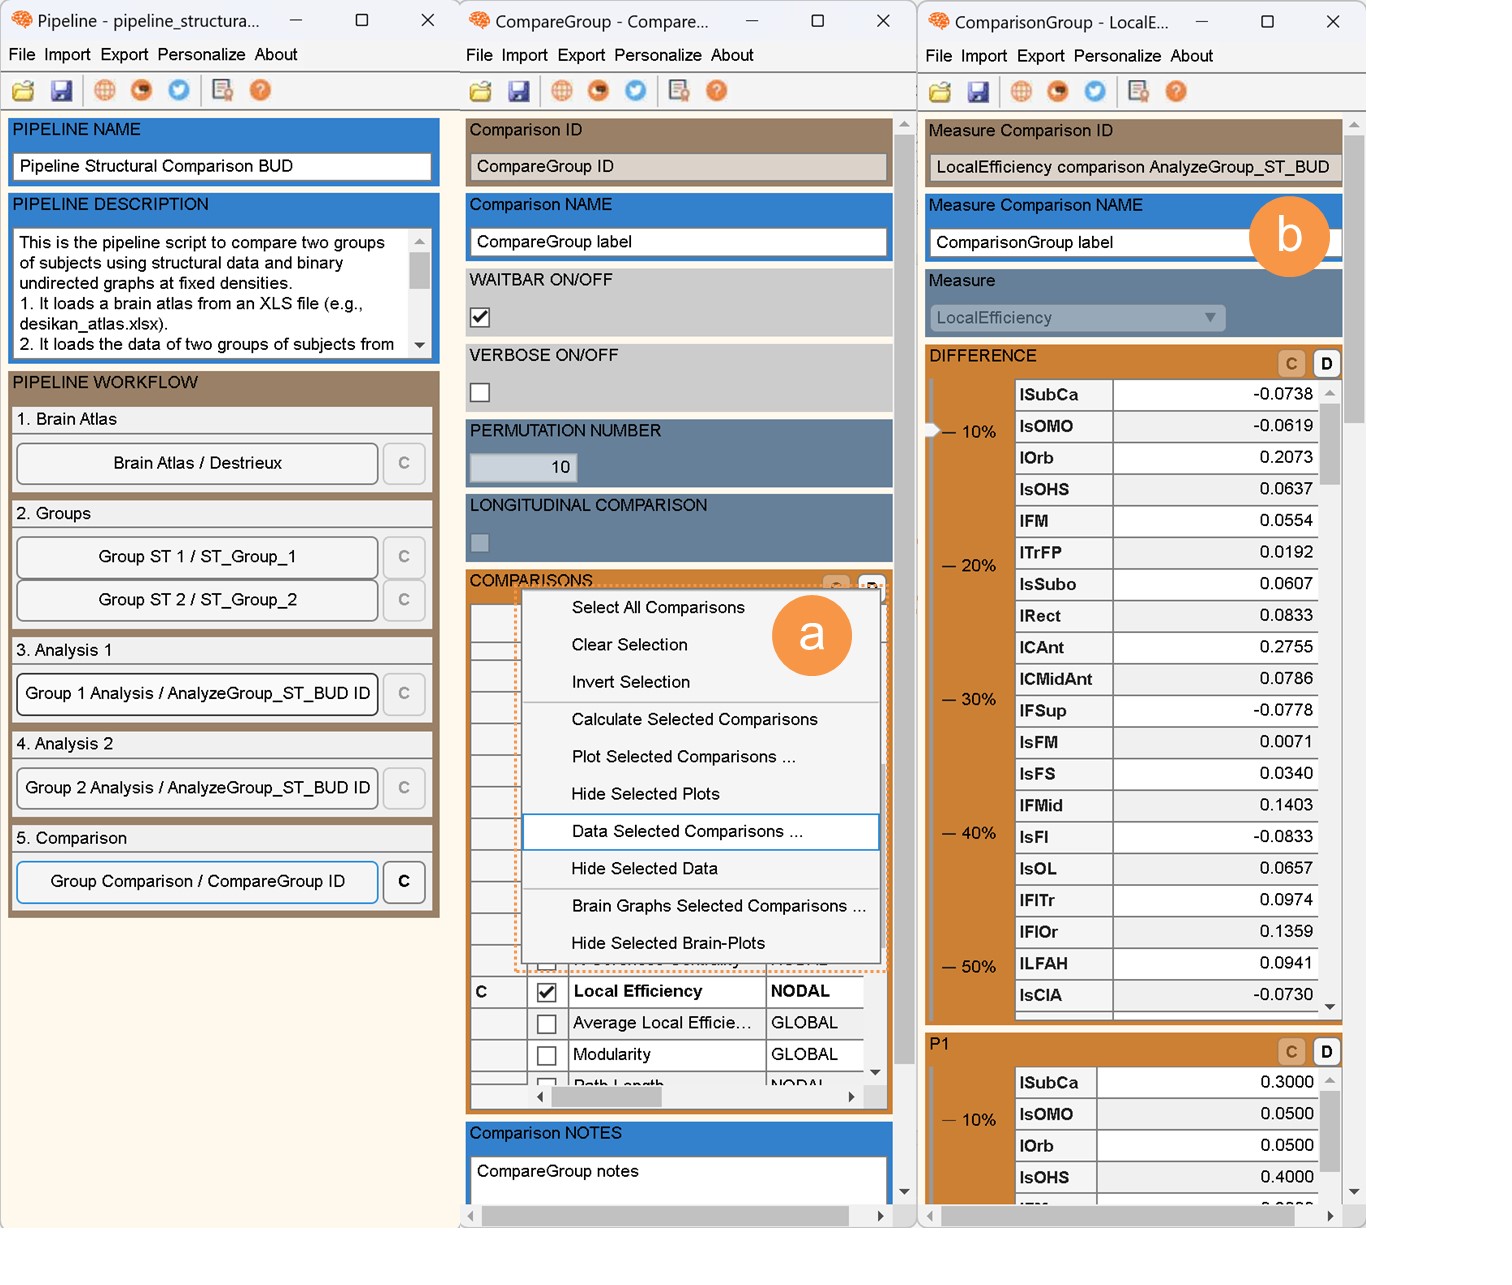 Pipeline - pipeline_structura...
File Import Export Personalize About
PIPELINE NAME
Pipeline Structural Comparison BUD
PIPELINE DESCRIPTION
This is the pipeline script to compare two groups
of subjects using structural data and binary
undirected graphs at fixed densities.
1. It loads a brain atlas from an XLS file (e.g.,
desikan_atlas.xlsx).
2. It loads the data of two groups of subjects from
PIPELINE WORKFLOW
1. Brain Atlas
Brain Atlas / Destrieux C
2. Groups
Group ST 1 / ST_Group_1 C
Group ST 2 / ST_Group_2 C
3. Analysis 1
Group 1 Analysis / AnalyzeGroup_ST_BUD ID C
4. Analysis 2
Group 2 Analysis / AnalyzeGroup_ST_BUD ID C
5. Comparison
Group Comparison / CompareGroup ID C
CompareGroup - Compare...
File Import Export Personalize About
Comparison ID
CompareGroup ID
Comparison NAME
CompareGroup label
WAITBAR ON/OFF
VERBOSE ON/OFF
PERMUTATION NUMBER
10
LONGITUDINAL COMPARISON
COMPARISONS
a
Select All Comparisons
Clear Selection
Invert Selection
Calculate Selected Comparisons
Plot Selected Comparisons ...
Hide Selected Plots
Data Selected Comparisons ...
Hide Selected Data
Brain Graphs Selected Comparisons ...
Hide Selected Brain-Plots
C Local Efficiency NODAL
Average Local Efficie... GLOBAL
Modularity GLOBAL
Path Length NODAL
Comparison NOTES
CompareGroup notes
ComparisonGroup - LocalE...
File Import Export Personalize About
Measure Comparison ID
LocalEfficiency comparison AnalyzeGroup_ST_BUD
Measure Comparison NAME
ComparisonGroup label
b
Measure
LocalEfficiency
DIFFERENCE C D
lSubCa -0.0738
10% lsOMO -0.0619
lOrb 0.2073
lsOHS 0.0637
lFM 0.0554
lTrFP 0.0192
20% lsSubo 0.0607
lRect 0.0833
lCAnt 0.2755
lCMidAnt 0.0786
30% lFSup -0.0778
lsFM 0.0071
lsFS 0.0340
lFMid 0.1403
40% lsFI -0.0833
lsOL 0.0657
lFITr 0.0974
lFIOr 0.1359
50% lLFAH 0.0941
lsCIA -0.0730
P1 C D
lSubCa 0.3000
10% lsOMO 0.0500
lOrb 0.0500
lsOHS 0.4000